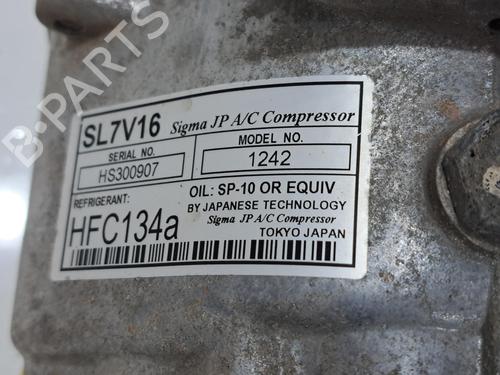 B-PARTS
SL7V16 Sigma JP A/C Compressor
SERIAL NO.
HS300907
MODEL NO.
1242
REFRIGERANT:
HFC134a
OIL: SP-10 OR EQUIV
BY JAPANESE TECHNOLOGY
Sigma JP A/C Compressor
TOKYO JAPAN